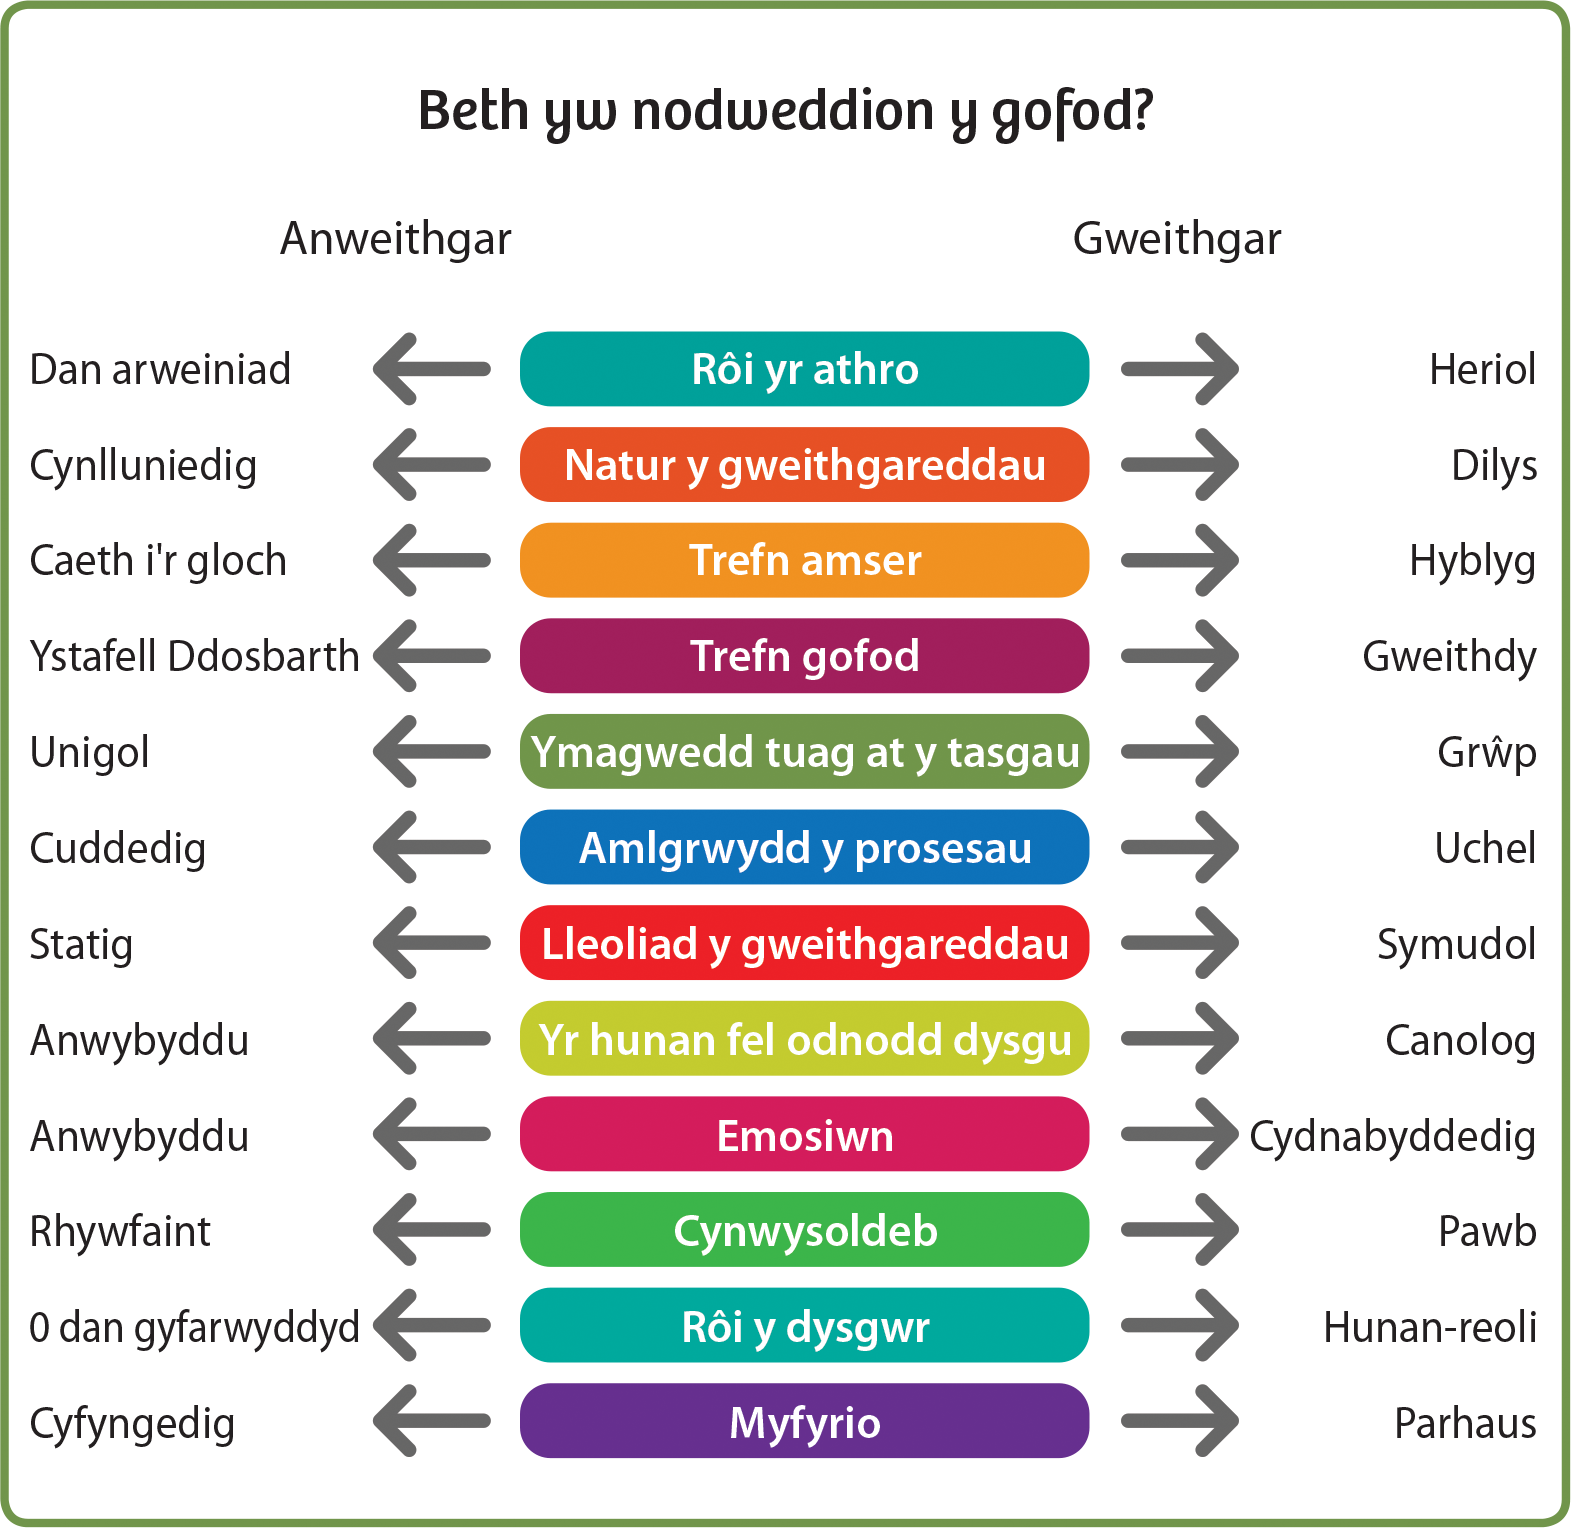 Beth yw nodweddion y gofod?
Anweithgar Gweithgar
Dan arweiniad Rôi yr athro Heriol
Cynlluniedig Natur y gweithgareddau Dilys
Caeth i'r gloch Trefn amser Hyblyg
Ystafell Ddosbarth Trefn gofod Gweithdy
Unigol Ymagwedd tuag at y tasgau Grŵp
Cuddedig Amlgrwydd y prosesau Uchel
Statig Lleoliad y gweithgareddau Symudol
Anwybyddu Yr hunan fel odnodd dysgu Canolog
Anwybyddu Emosiwn Cydnabyddedig
Rhywfaint Cynwysoldeb Pawb
0 dan gyfarwyddyd Rôi y dysgwr Hunan-reoli
Cyfyngedig Myfyrio Parhaus